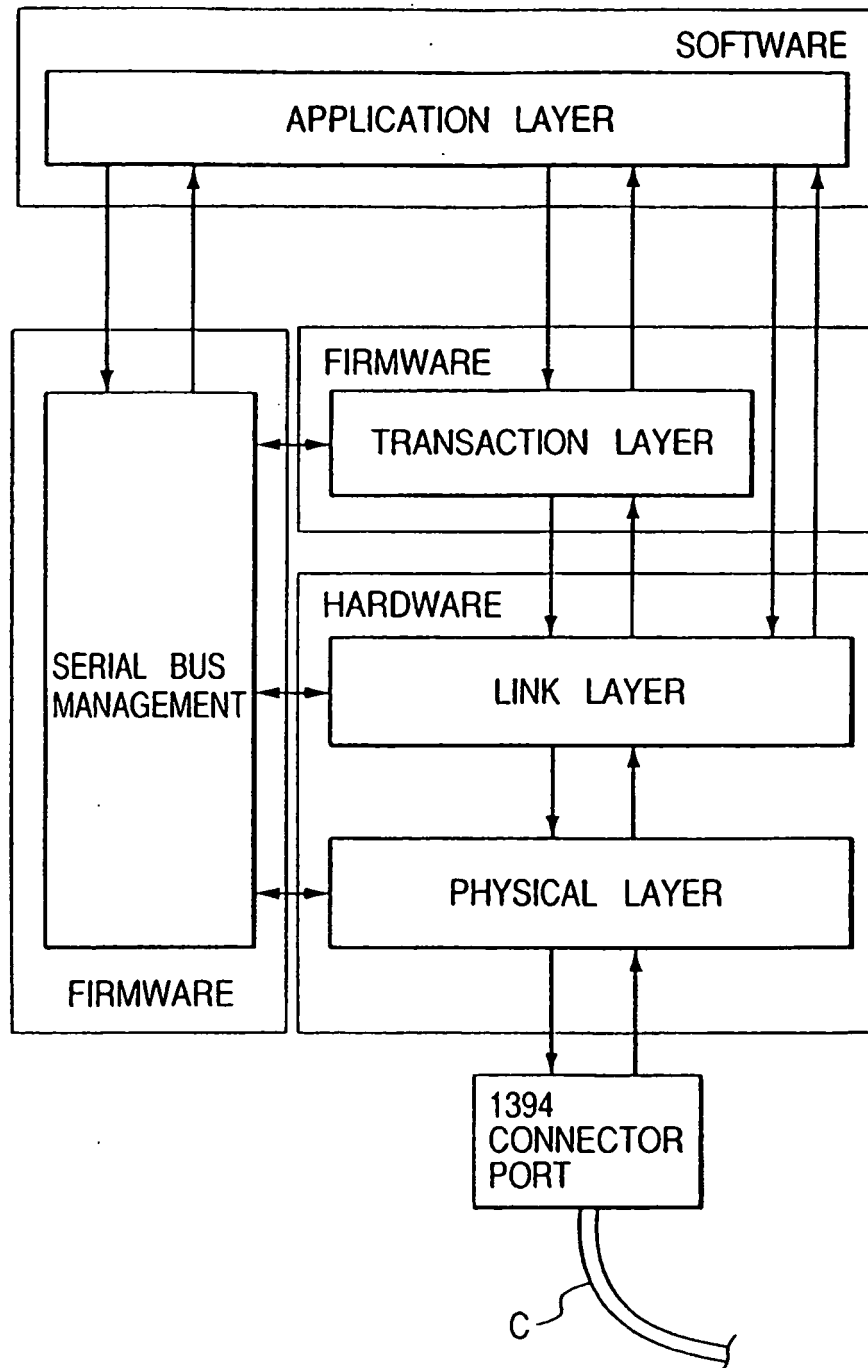 SOFTWARE
APPLICATION LAYER
FIRMWARE
TRANSACTION LAYER
HARDWARE
SERIAL BUS
MANAGEMENT
LINK LAYER
PHYSICAL LAYER
FIRMWARE
1394
CONNECTOR
PORT
C